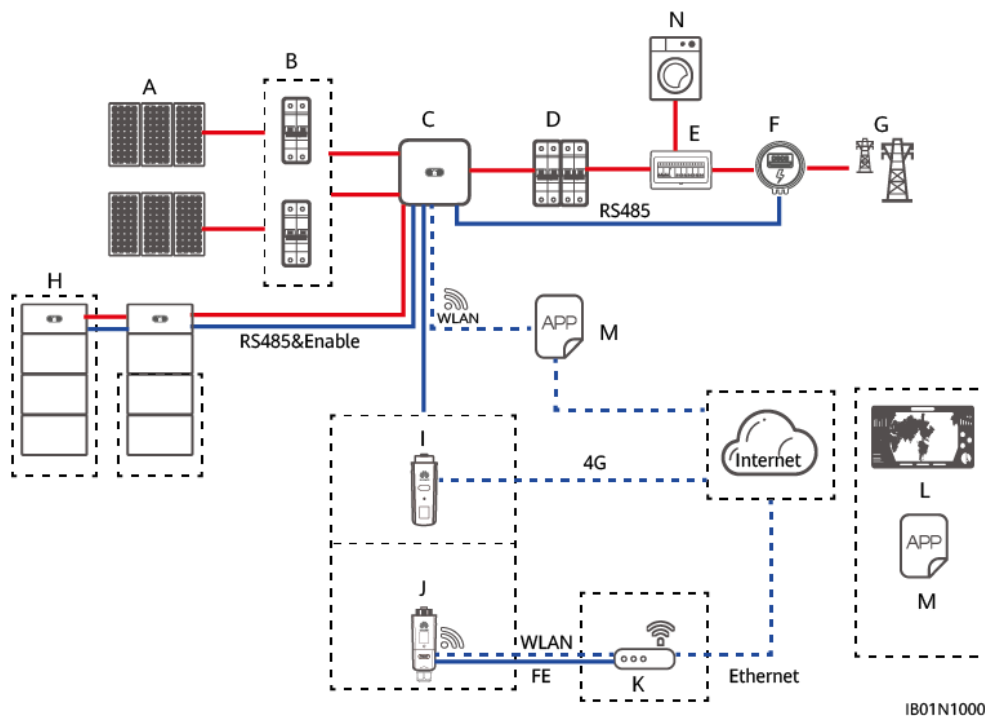 N
A
B
C
D
E
F
G
RS485
H
WLAN
APP
M
RS485&Enable
I
4G
Internet
L
APP
M
J
WLAN
FE
K
Ethernet
IB01N1000